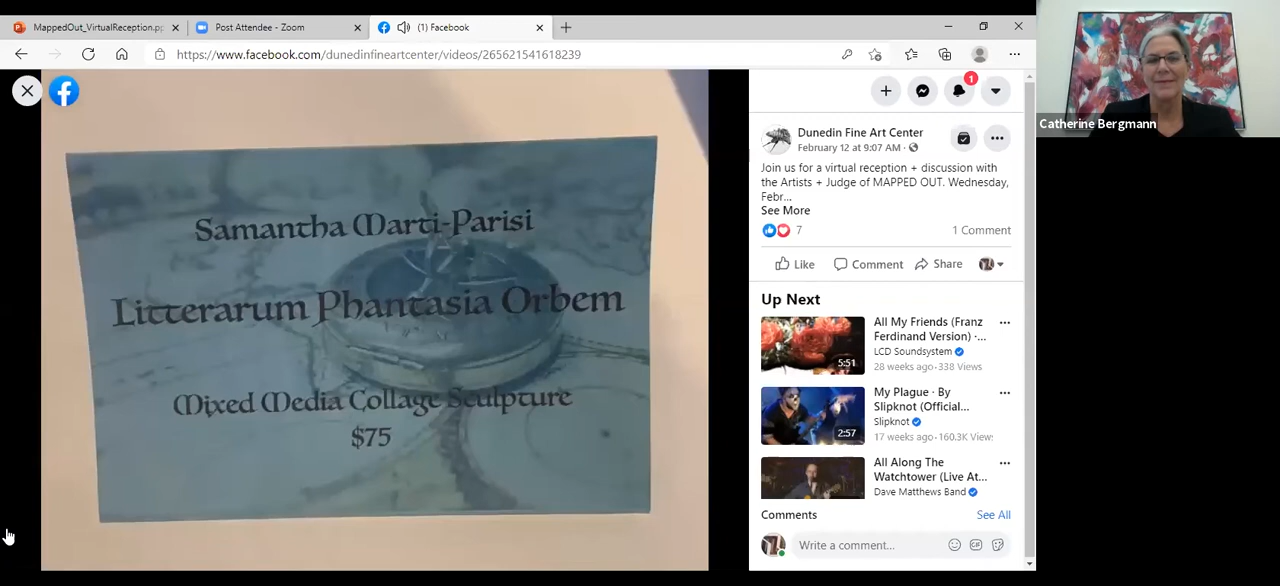 MappedOut_VirtualReception.pp
Post Attendee - Zoom
(1) Facebook
https://www.facebook.com/dunedinfineartcenter/videos/265621541618239
Catherine Bergmann
Samantha Marti-Parisi
Litterarum Phantasia Orbem
Mixed Media Collage Sculpture
$75
1
Dunedin Fine Art Center
February 12 at 9:07 AM ·
Join us for a virtual reception + discussion with
the Artists + Judge of MAPPED OUT. Wednesday,
Febr...
See More
7
1 Comment
Like
Comment
Share
Up Next
All My Friends (Franz
Ferdinand Version) ·...
LCD Soundsystem
28 weeks ago · 338 Views
5:51
My Plague · By
Slipknot (Official...
Slipknot
17 weeks ago · 160.3K Views
2:57
All Along The
Watchtower (Live At...
Dave Matthews Band
Comments
See All
Write a comment...
GIF